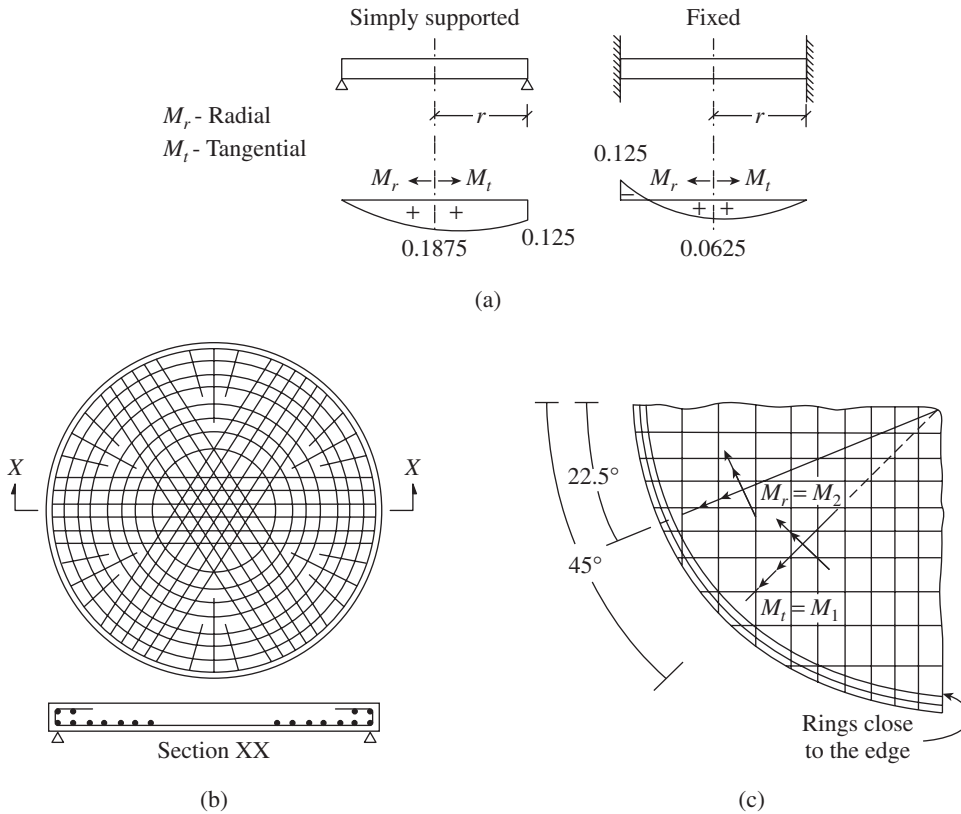 Simply supported
Fixed
r
r
M_r - Radial
M_t - Tangential
0.125
M_r
M_t
M_r
M_t
+ +
−
+ +
0.1875
0.125
0.0625
(a)
X
X
22.5°
M_r = M_2
45°
M_t = M_1
Section XX
Rings close
to the edge
(b)
(c)